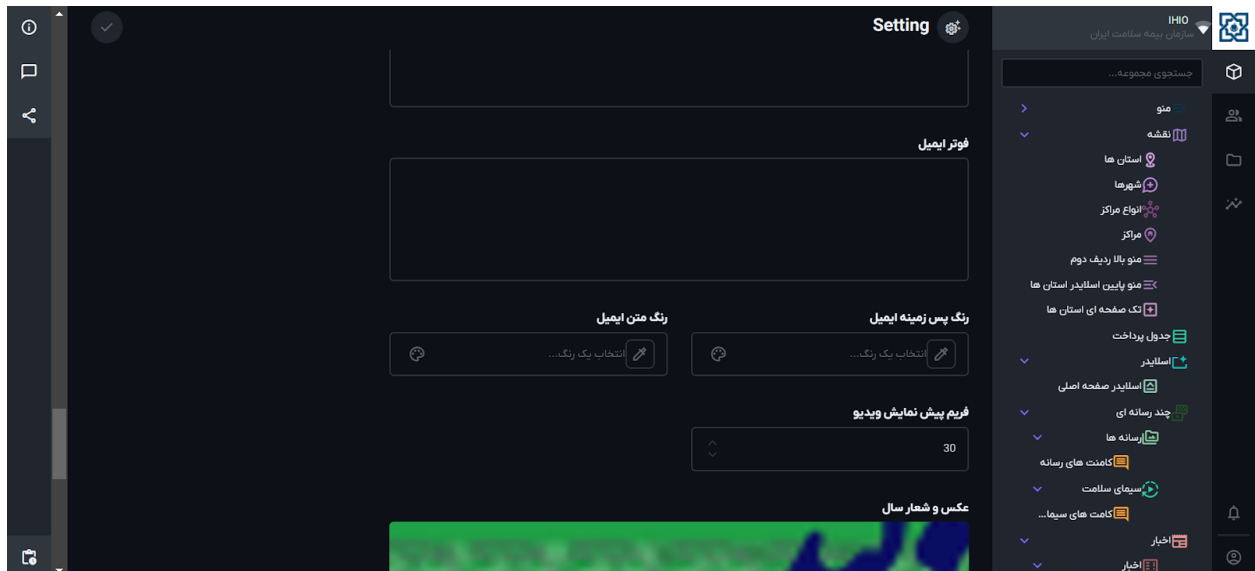 IHIO
سازمان بیمه سلامت ایران
جستجوی مجموعه...
منو
نقشه
استان ها
شهرها
انواع مراکز
مراکز
منو بالا ردیف دوم
منو پایین اسلایدر استان ها
تک صفحه ای استان ها
جدول پرداخت
اسلایدر
اسلایدر صفحه اصلی
چند رسانه ای
رسانه ها
کامنت های رسانه
سیمای سلامت
کامت های سیما...
اخبار
اخبار
Setting
فوتر ایمیل
رنگ پس زمینه ایمیل
انتخاب یک رنگ...
رنگ متن ایمیل
انتخاب یک رنگ...
فریم پیش نمایش ویدیو
30
عکس و شعار سال